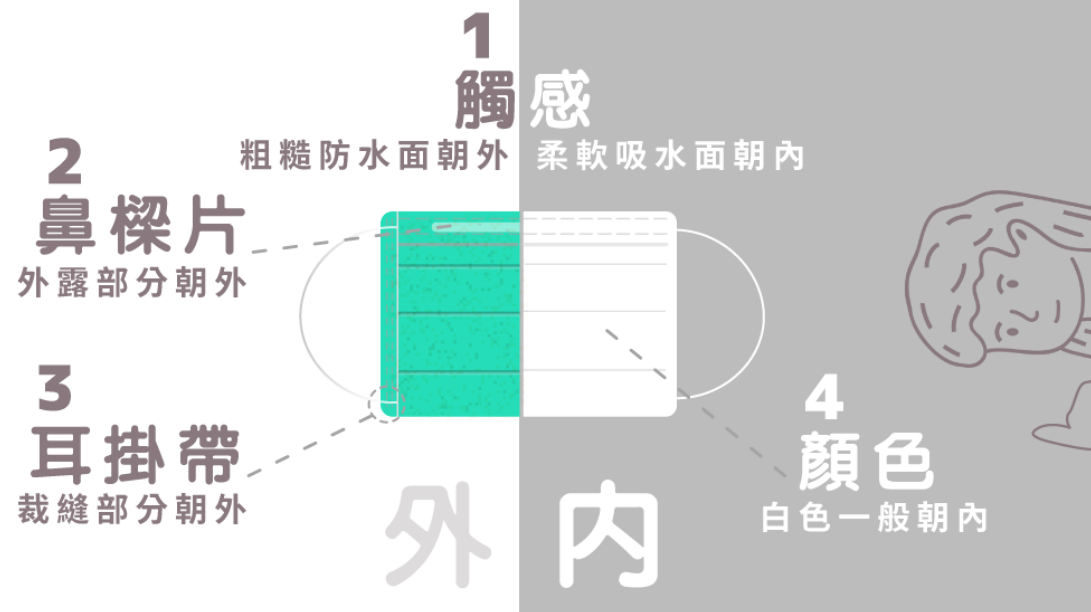 1
觸感
粗糙防水面朝外 柔軟吸水面朝內
2
鼻樑片
外露部分朝外
3
耳掛帶
裁縫部分朝外
4
顏色
白色一般朝內
外 內